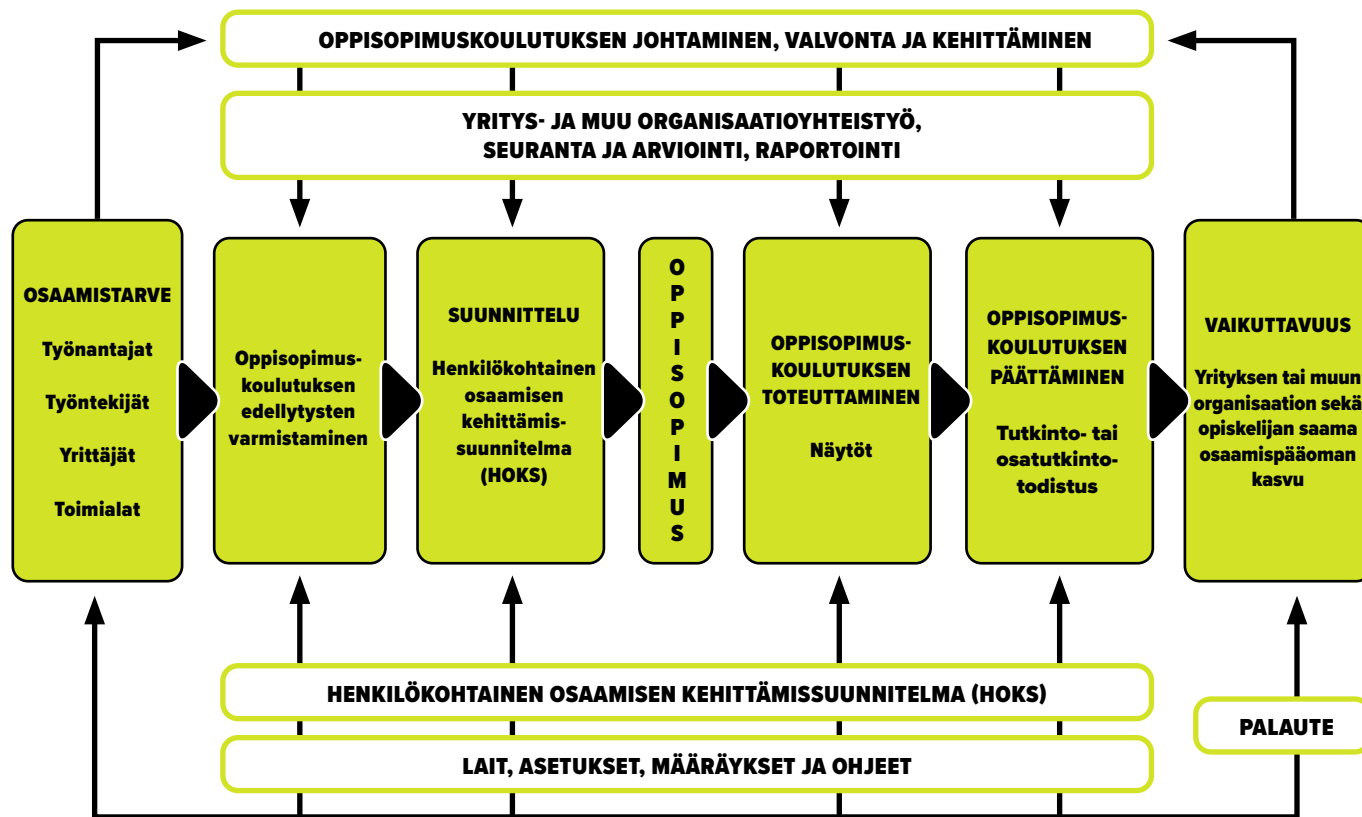 OPPISOPIMUSKOULUTUKSEN JOHTAMINEN, VALVONTA JA KEHITTÄMINEN
YRITYS- JA MUU ORGANISAATIOYHTEISTYÖ,
SEURANTA JA ARVIOINTI, RAPORTOINTI
OSAAMISTARVE
Työnantajat
Työntekijät
Yrittäjät
Toimialat
Oppisopimus-
koulutuksen
edellytysten
varmistaminen
SUUNNITTELU
Henkilökohtainen
osaamisen
kehittämis-
suunnitelma
(HOKS)
OPPISOPIMUS
OPPISOPIMUS-
KOULUTUKSEN
TOTEUTTAMINEN
Näytöt
OPPISOPIMUS-
KOULUTUKSEN
PÄÄTTÄMINEN
Tutkinto- tai
osatutkinto-
todistus
VAIKUTTAVUUS
Yrityksen tai muun
organisaation sekä
opiskelijan saama
osaamispääoman
kasvu
HENKILÖKOHTAINEN OSAAMISEN KEHITTÄMISSUUNNITELMA (HOKS)
LAIT, ASETUKSET, MÄÄRÄYKSET JA OHJEET
PALAUTE